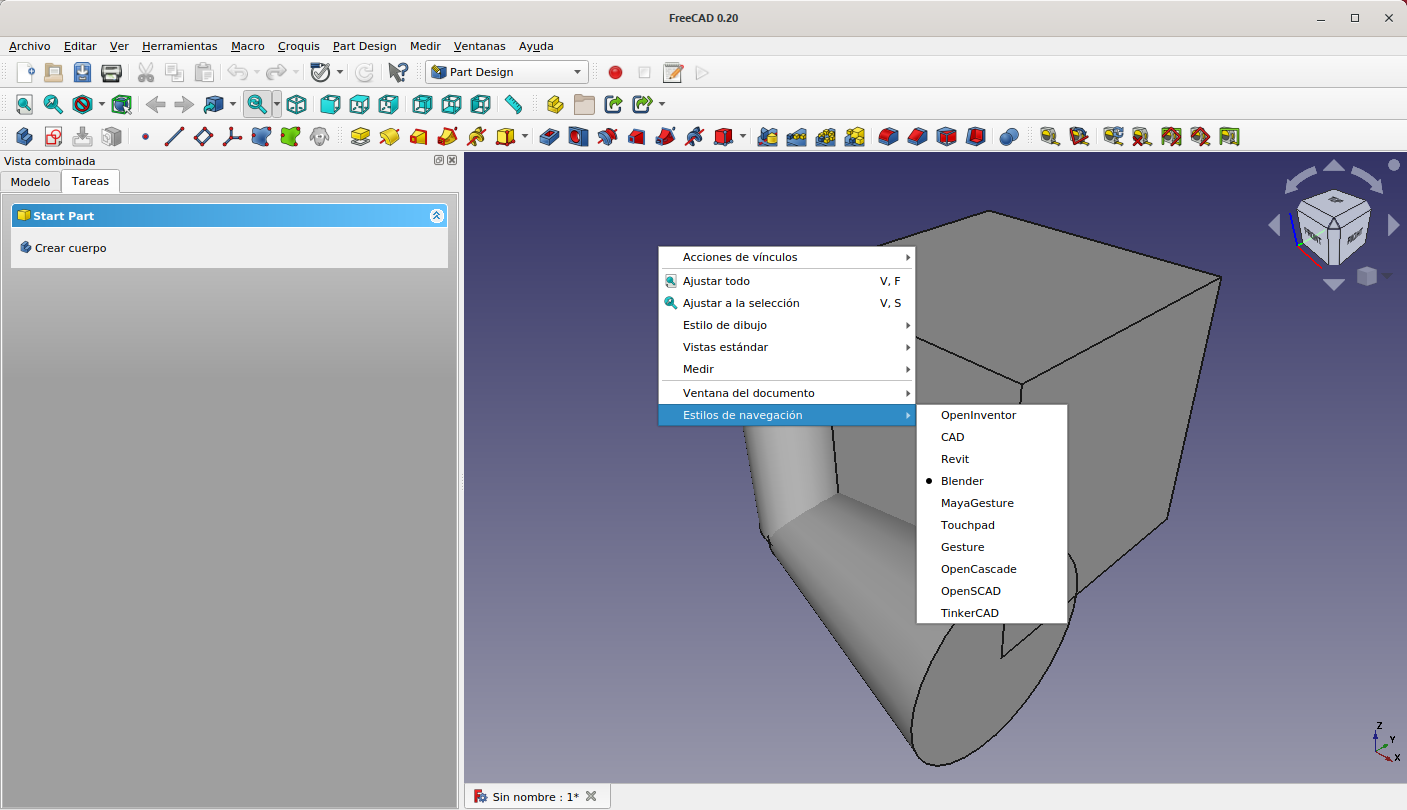 FreeCAD 0.20
Archivo Editar Ver Herramientas Macro Croquis Part Design Medir Ventanas Ayuda
Part Design
Vista combinada
Modelo Tareas
Start Part
Crear cuerpo
Acciones de vínculos
Ajustar todo V, F
Ajustar a la selección V, S
Estilo de dibujo
Vistas estándar
Medir
Ventana del documento
Estilos de navegación
OpenInventor
CAD
Revit
Blender
MayaGesture
Touchpad
Gesture
OpenCascade
OpenSCAD
TinkerCAD
FRONT
Z
Y
X
Sin nombre : 1*